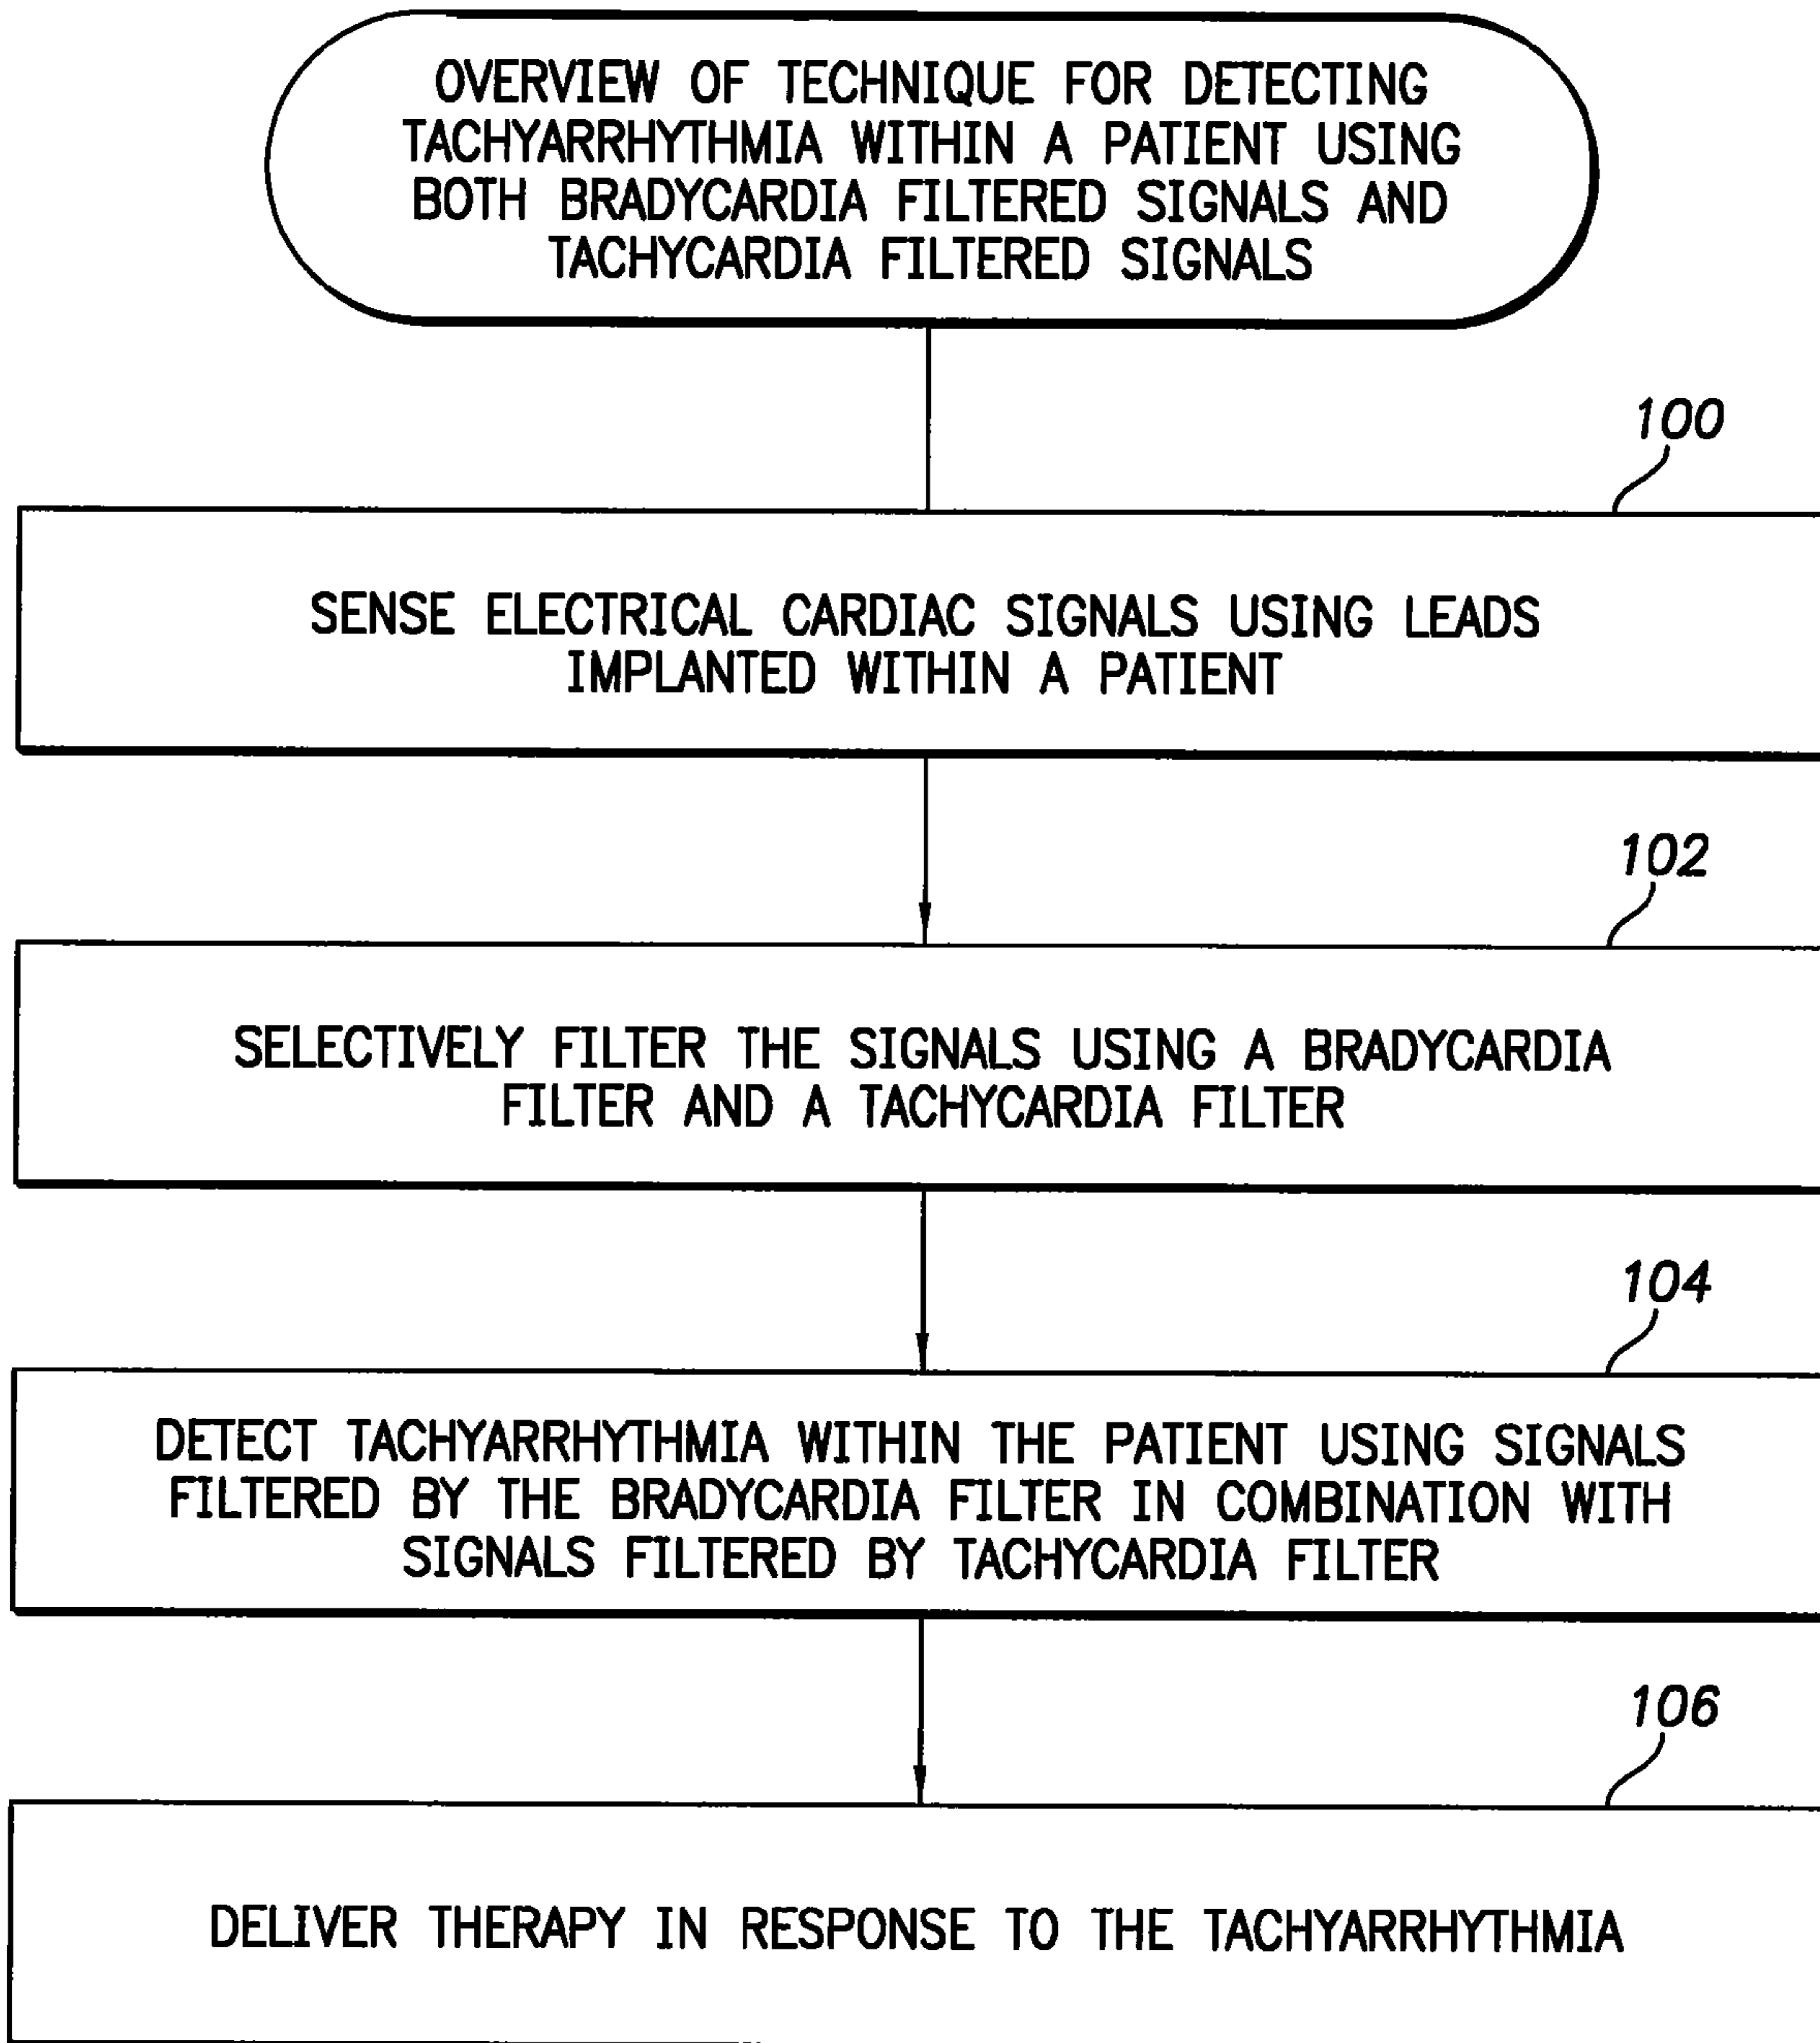 OVERVIEW OF TECHNIQUE FOR DETECTING
TACHYARRHYTHMIA WITHIN A PATIENT USING
BOTH BRADYCARDIA FILTERED SIGNALS AND
TACHYCARDIA FILTERED SIGNALS
100
SENSE ELECTRICAL CARDIAC SIGNALS USING LEADS
IMPLANTED WITHIN A PATIENT
102
SELECTIVELY FILTER THE SIGNALS USING A BRADYCARDIA
FILTER AND A TACHYCARDIA FILTER
104
DETECT TACHYARRHYTHMIA WITHIN THE PATIENT USING SIGNALS
FILTERED BY THE BRADYCARDIA FILTER IN COMBINATION WITH
SIGNALS FILTERED BY TACHYCARDIA FILTER
106
DELIVER THERAPY IN RESPONSE TO THE TACHYARRHYTHMIA